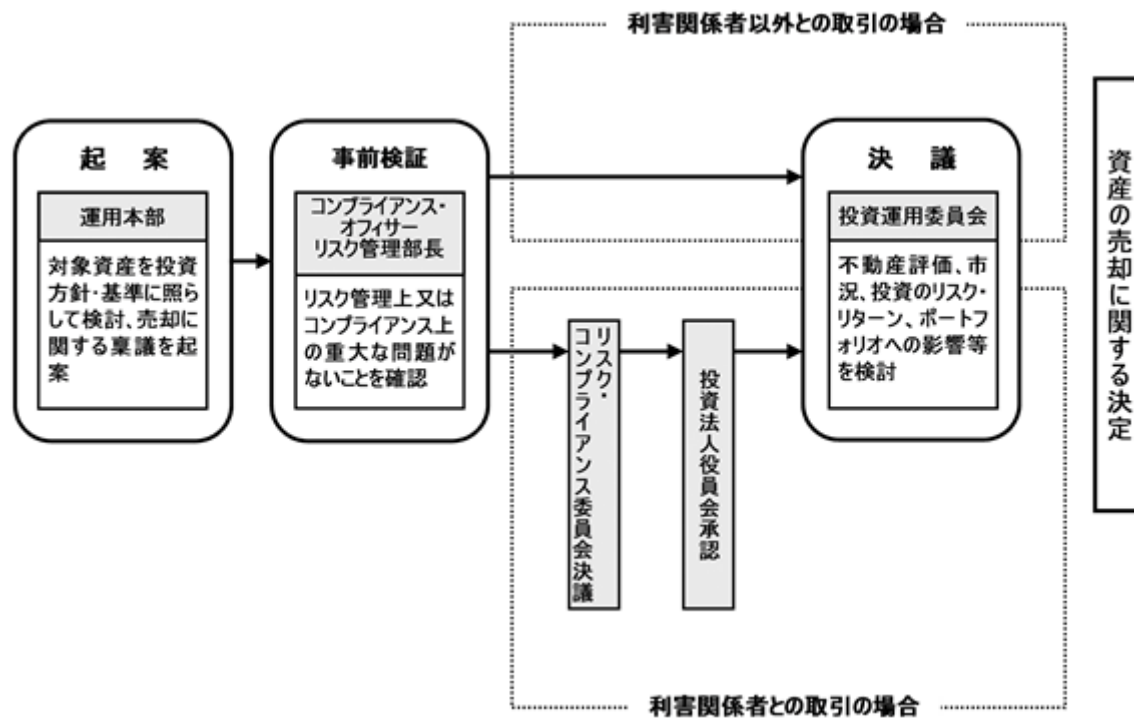 利害関係者以外との取引の場合
起　案
運用本部
対象資産を投資
方針・基準に照ら
して検討、売却に
関する稟議を起
案
事前検証
コンプライアンス・
オフィサー
リスク管理部長
リスク管理上又は
コンプライアンス上
の重大な問題が
ないことを確認
リスク・
コンプライアンス委員会決議
投資法人役員会承認
決　議
投資運用委員会
不動産評価、市
況、投資のリスク・
リターン、ポートフ
ォリオへの影響等
を検討
資産の売却に関する決定
利害関係者との取引の場合